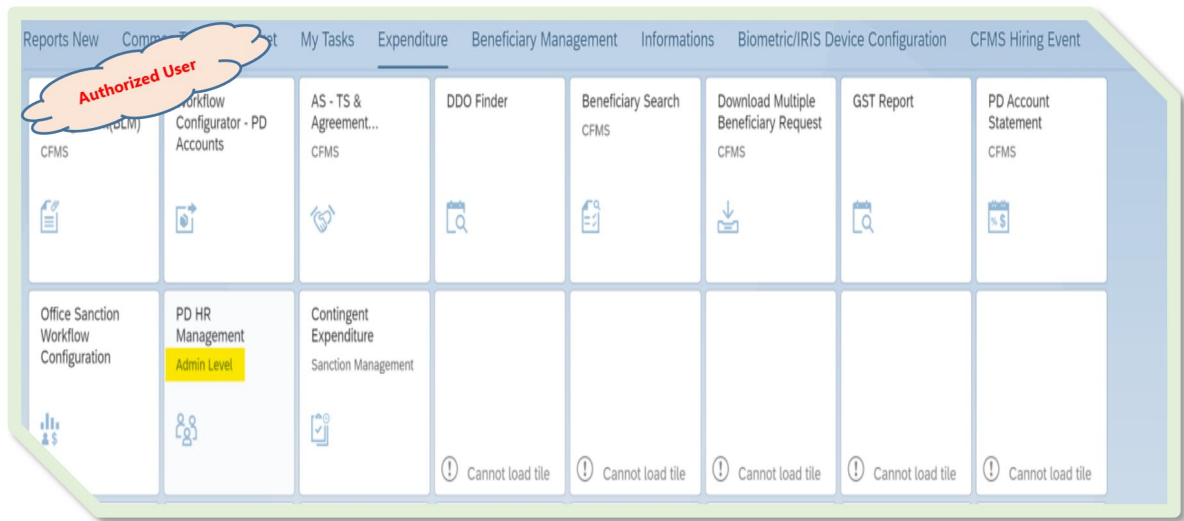 Reports New Comm et My Tasks Expenditure Beneficiary Management Informations Biometric/IRIS Device Configuration CFMS Hiring Event
Authorized User
(BLM)
CFMS
Workflow
Configurator - PD
Accounts
AS - TS &
Agreement...
CFMS
DDO Finder
Beneficiary Search
CFMS
Download Multiple
Beneficiary Request
CFMS
GST Report
PD Account
Statement
CFMS
% $
Office Sanction
Workflow
Configuration
$
PD HR
Management
Admin Level
Contingent
Expenditure
Sanction Management
Cannot load tile
Cannot load tile
Cannot load tile
Cannot load tile
Cannot load tile